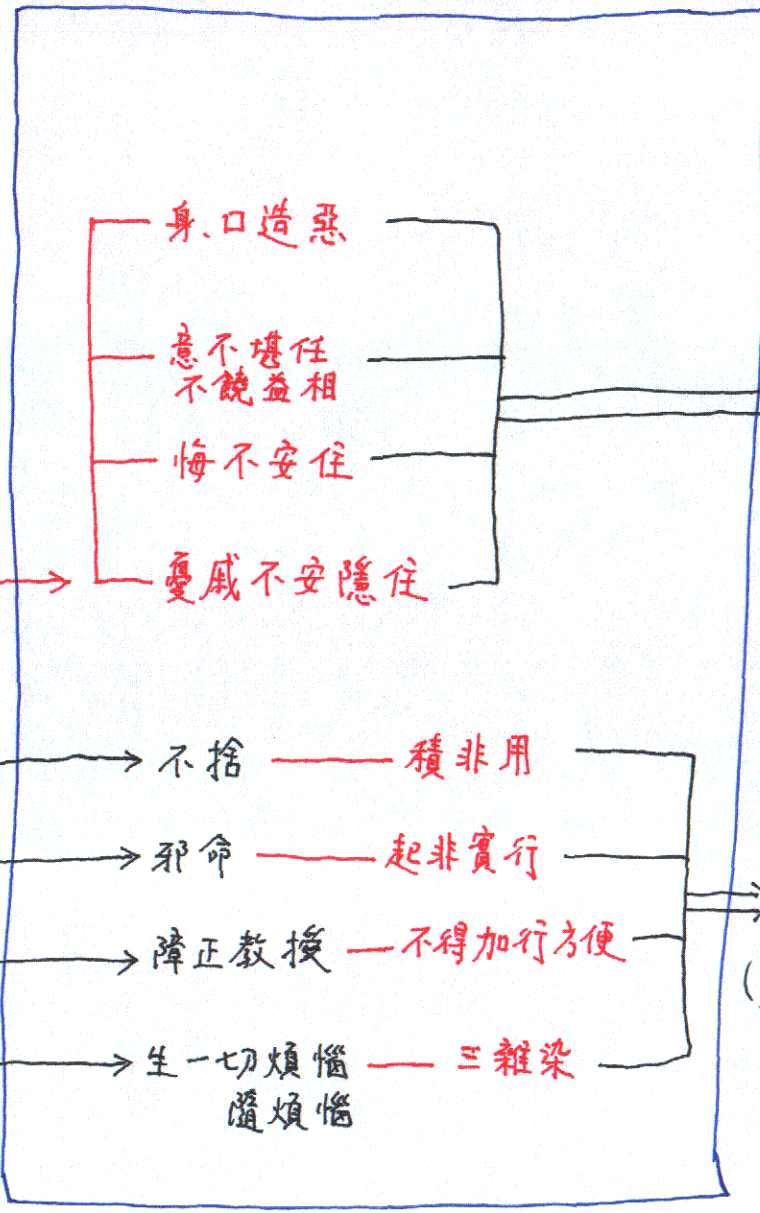 身、口造惡
意不堪任
不饒益相
悔不安住
憂慼不安隱住
不捨 積非用
邪命 起非實行
障正教授 不得加行方便
生一切煩惱 三雜染
隨煩惱
(